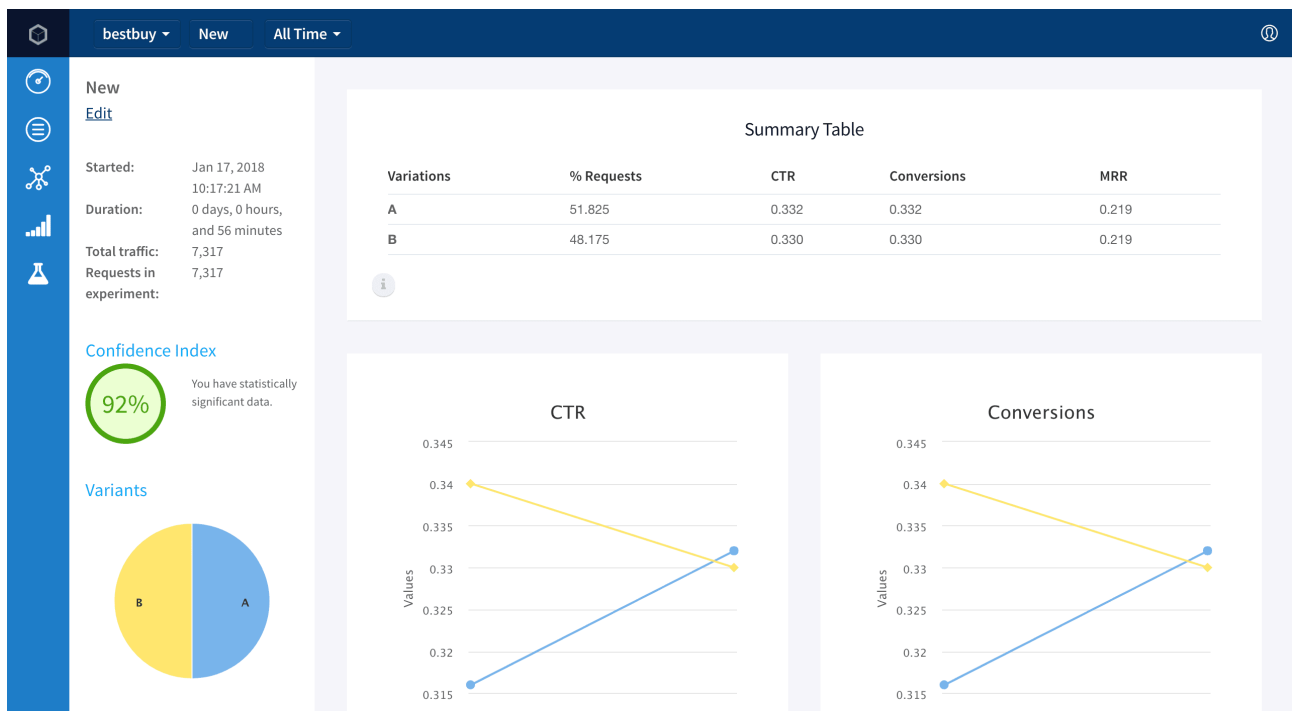 bestbuy New All Time
New
Edit
Started: Jan 17, 2018
10:17:21 AM
Duration: 0 days, 0 hours,
and 56 minutes
Total traffic: 7,317
Requests in 7,317
experiment:
Confidence Index
92%
You have statistically
significant data.
Variants
B A
Summary Table
Variations % Requests CTR Conversions MRR
A 51.825 0.332 0.332 0.219
B 48.175 0.330 0.330 0.219
i
CTR
0.345
0.34
0.335
0.33
0.325
0.32
0.315
Values
Conversions
0.345
0.34
0.335
0.33
0.325
0.32
0.315
Values